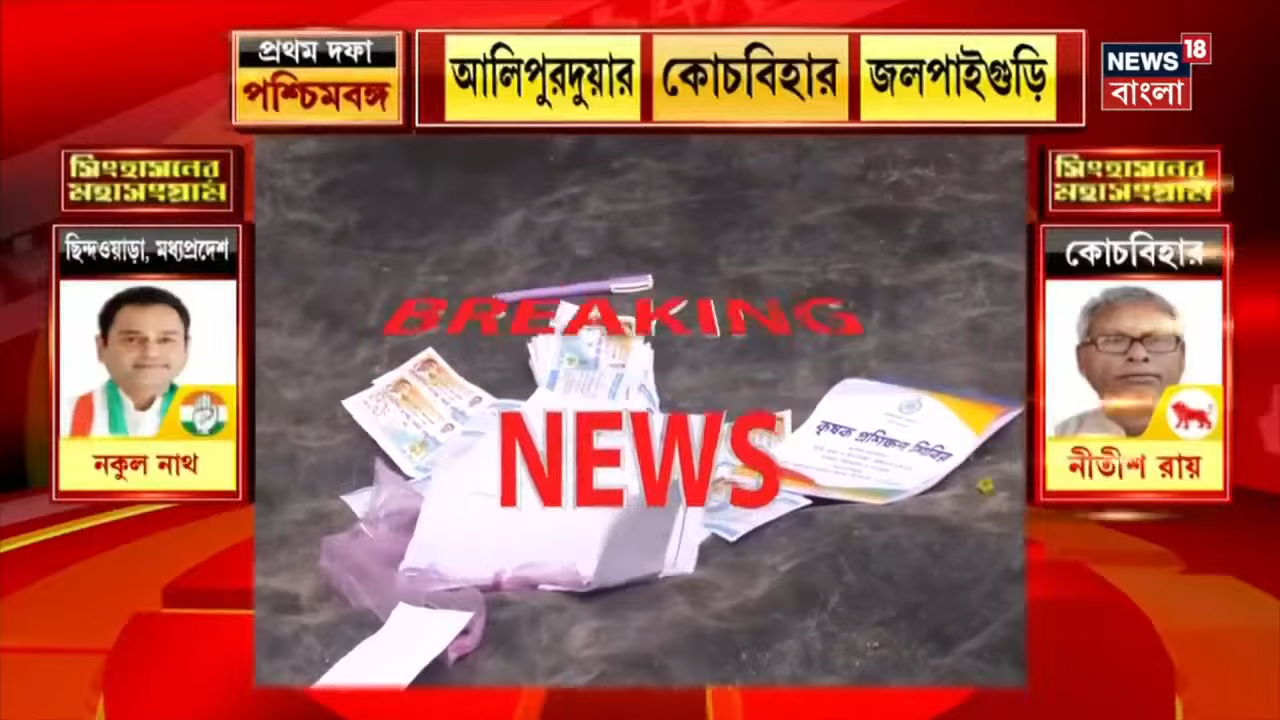 প্রথম দফা
পশ্চিমবঙ্গ
আলিপুরদুয়ার
কোচবিহার
জলপাইগুড়ি
NEWS 18
বাংলা
সিংহাসনের
মহাসংগ্রাম
ছিন্দওয়াড়া, মধ্যপ্রদেশ
নকুল নাথ
BREAKING
NEWS
কৃষক প্রশিক্ষণ শিবির
সিংহাসনের
মহাসংগ্রাম
কোচবিহার
নীতীশ রায়